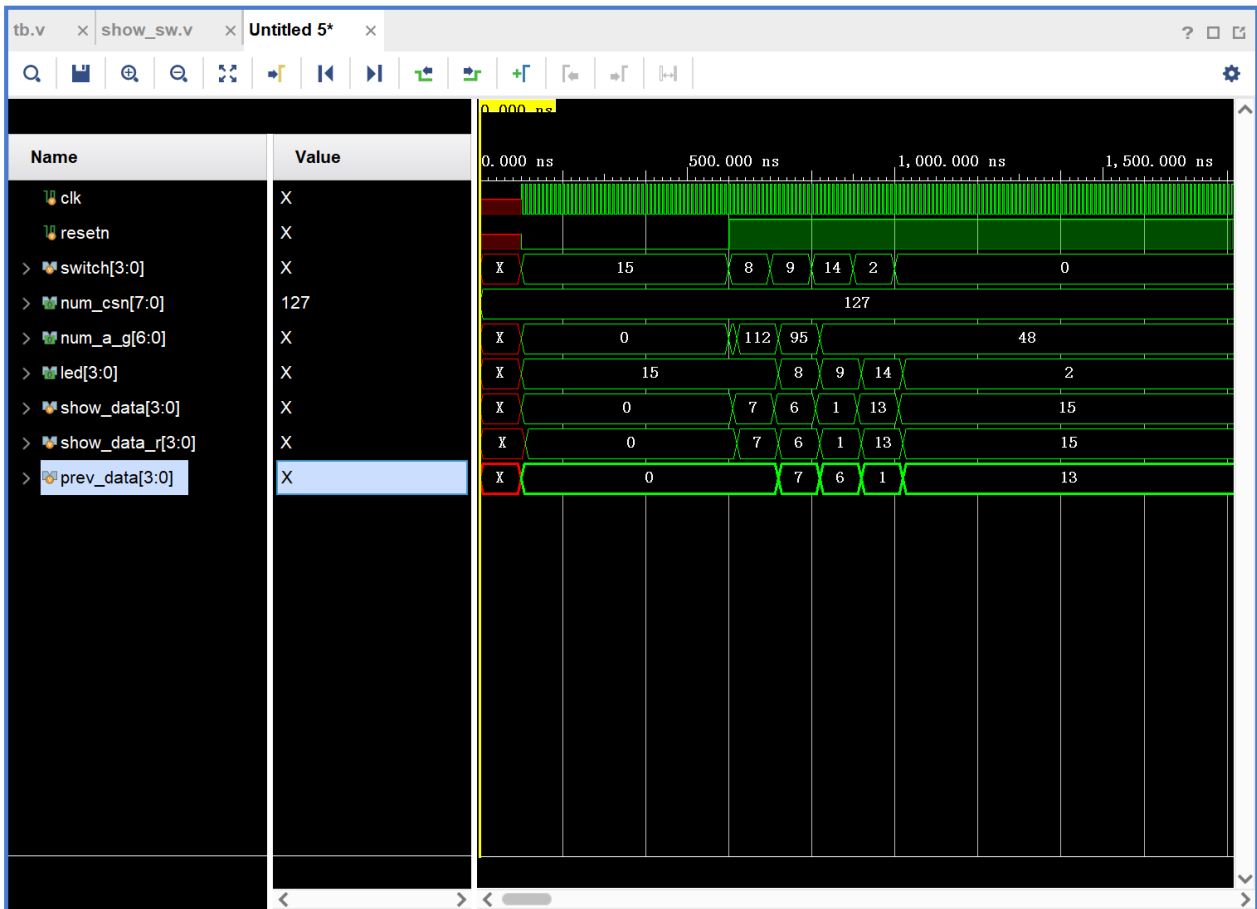 tb.v × show_sw.v × Untitled 5* × ?
0.000 ns
Name Value 0.000 ns 500.000 ns 1,000.000 ns 1,500.000 ns
clk X
resetn X
switch[3:0] X X 15 8 9 14 2 0
num_csn[7:0] 127 127
num_a_g[6:0] X X 0 112 95 48
led[3:0] X X 15 8 9 14 2
show_data[3:0] X X 0 7 6 1 13 15
show_data_r[3:0] X X 0 7 6 1 13 15
prev_data[3:0] X X 0 7 6 1 13